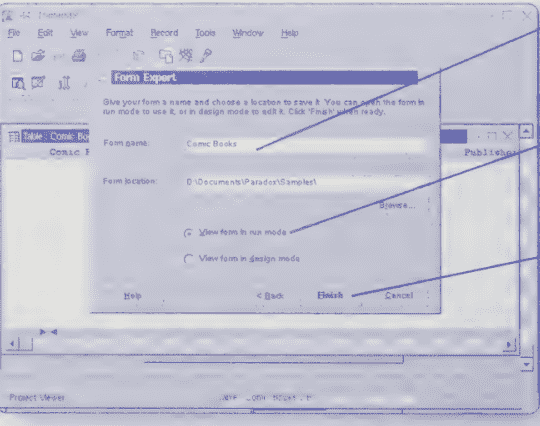 File Edit View Format Record Tools Window Help
Form Expert
Give your form a name and choose a location to save it. You can open the form in
run mode to use it, or in design mode to edit it. Click 'Finish' when ready.
Table : Comic Boo
Form name: Comic Books
Comic B
Publisher
Form location: D:\Documents\Paradox\Samples\
Browse...
View form in run mode
View form in design mode
Help < Back Finish Cancel
Project Viewer